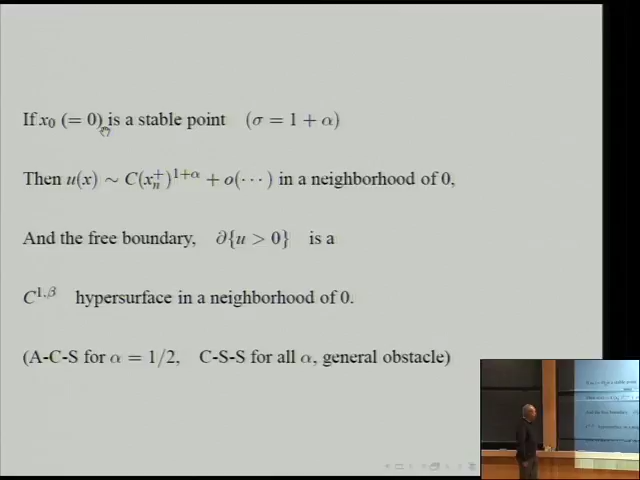 If x₀ (= 0) is a stable point (σ = 1 + α)
Then u(x) ∼ C(xₙ⁺)¹⁺ᵅ + o(⋯) in a neighborhood of 0,
And the free boundary, ∂{u > 0} is a
C^{1,β} hypersurface in a neighborhood of 0.
(A-C-S for α = 1/2, C-S-S for all α, general obstacle)